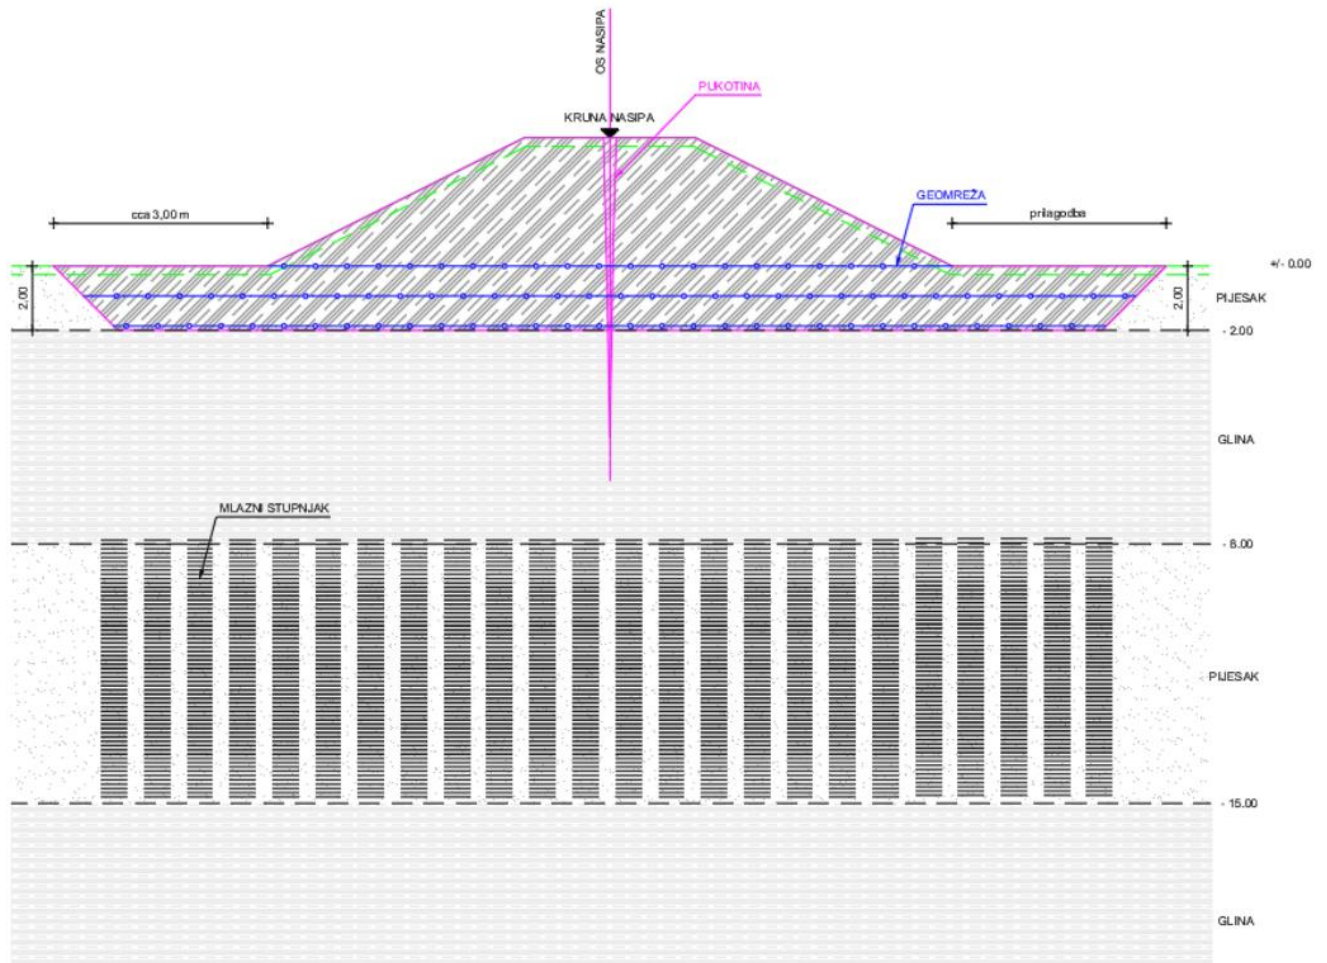 OS NASIPA
PUKOTINA
KRUNA NASIPA
GEOMREŽA
cca 3,00 m
prilagodba
+/- 0.00
2,00
2,00
PIJESAK
- 2.00
GLINA
MLAZNI STUPNJAK
- 8.00
PIJESAK
- 15.00
GLINA